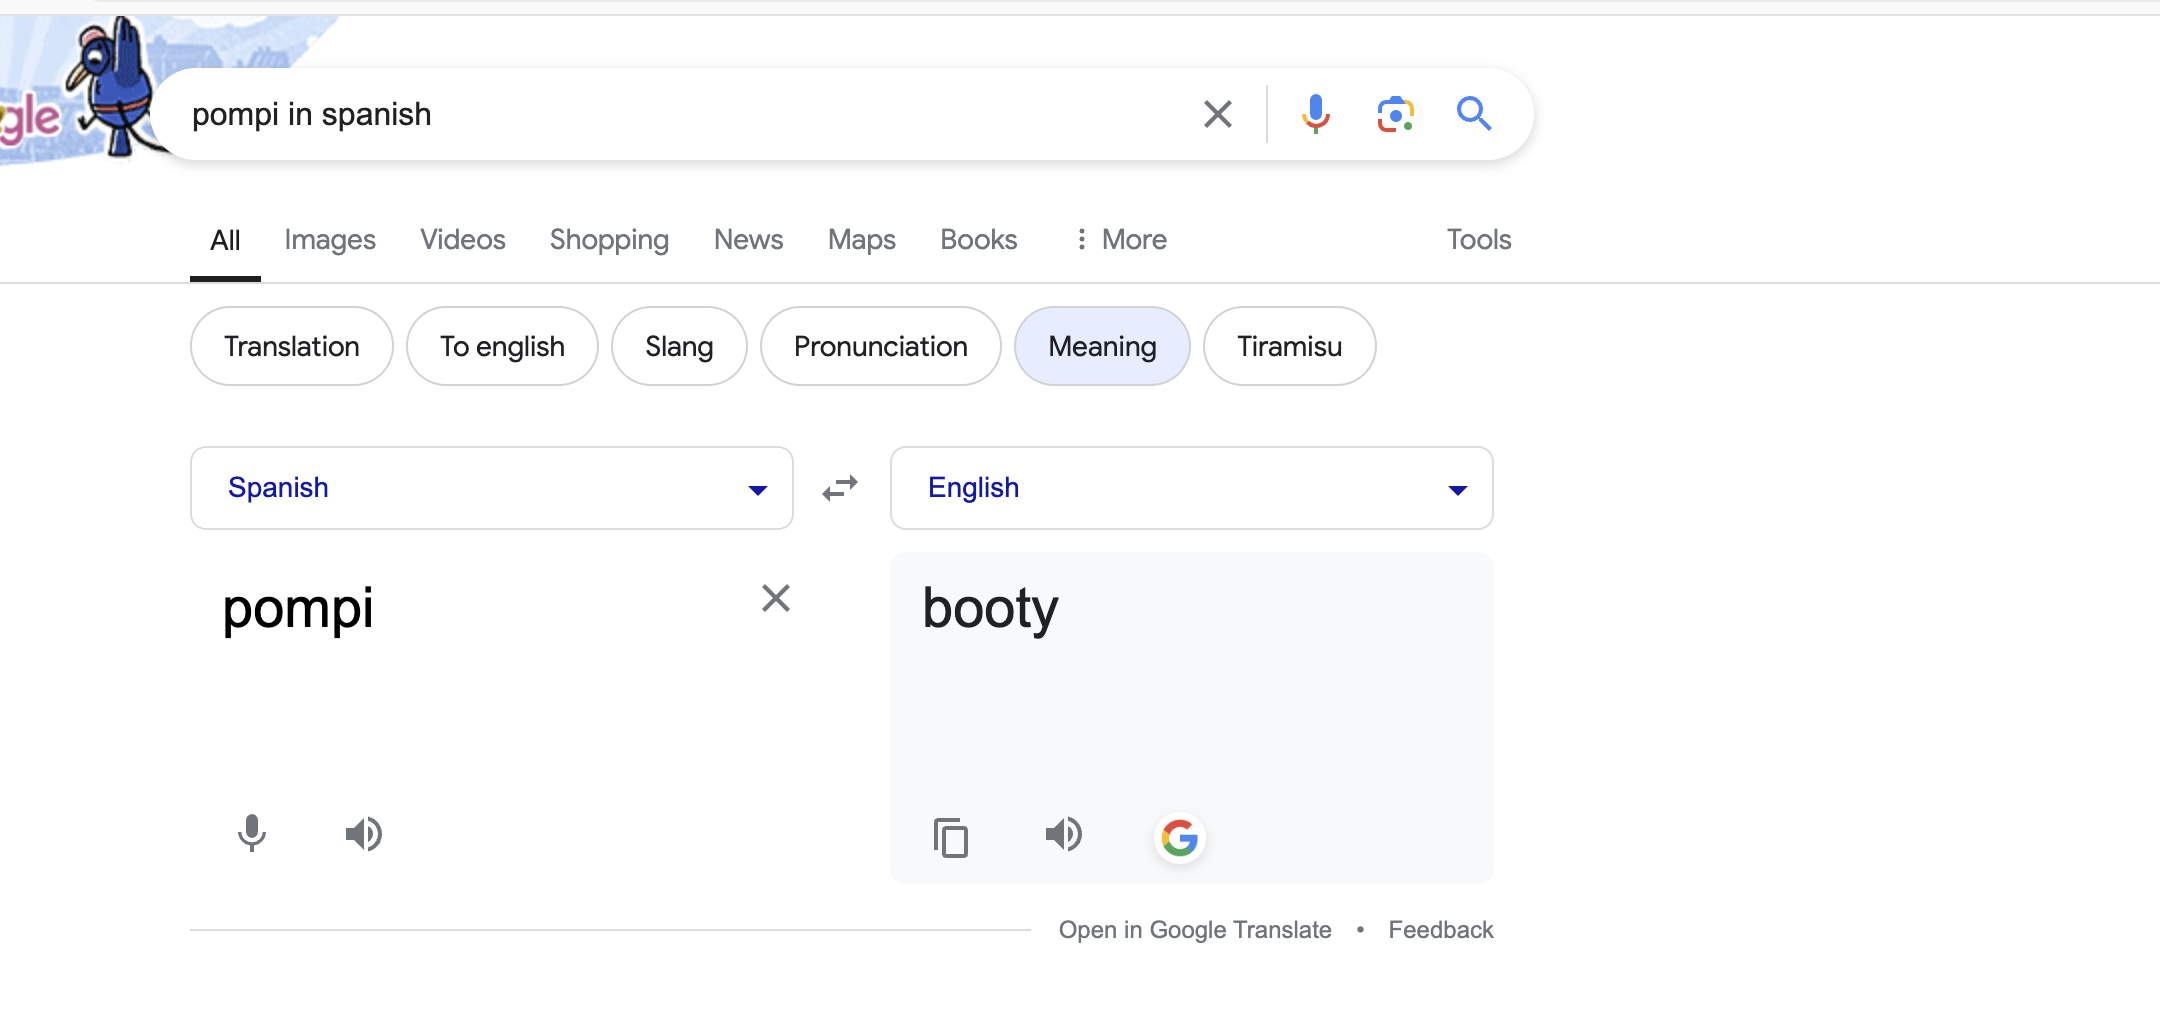 gle
pompi in spanish
All Images Videos Shopping News Maps Books More Tools
Translation To english Slang Pronunciation Meaning Tiramisu
Spanish English
pompi booty
Open in Google Translate • Feedback